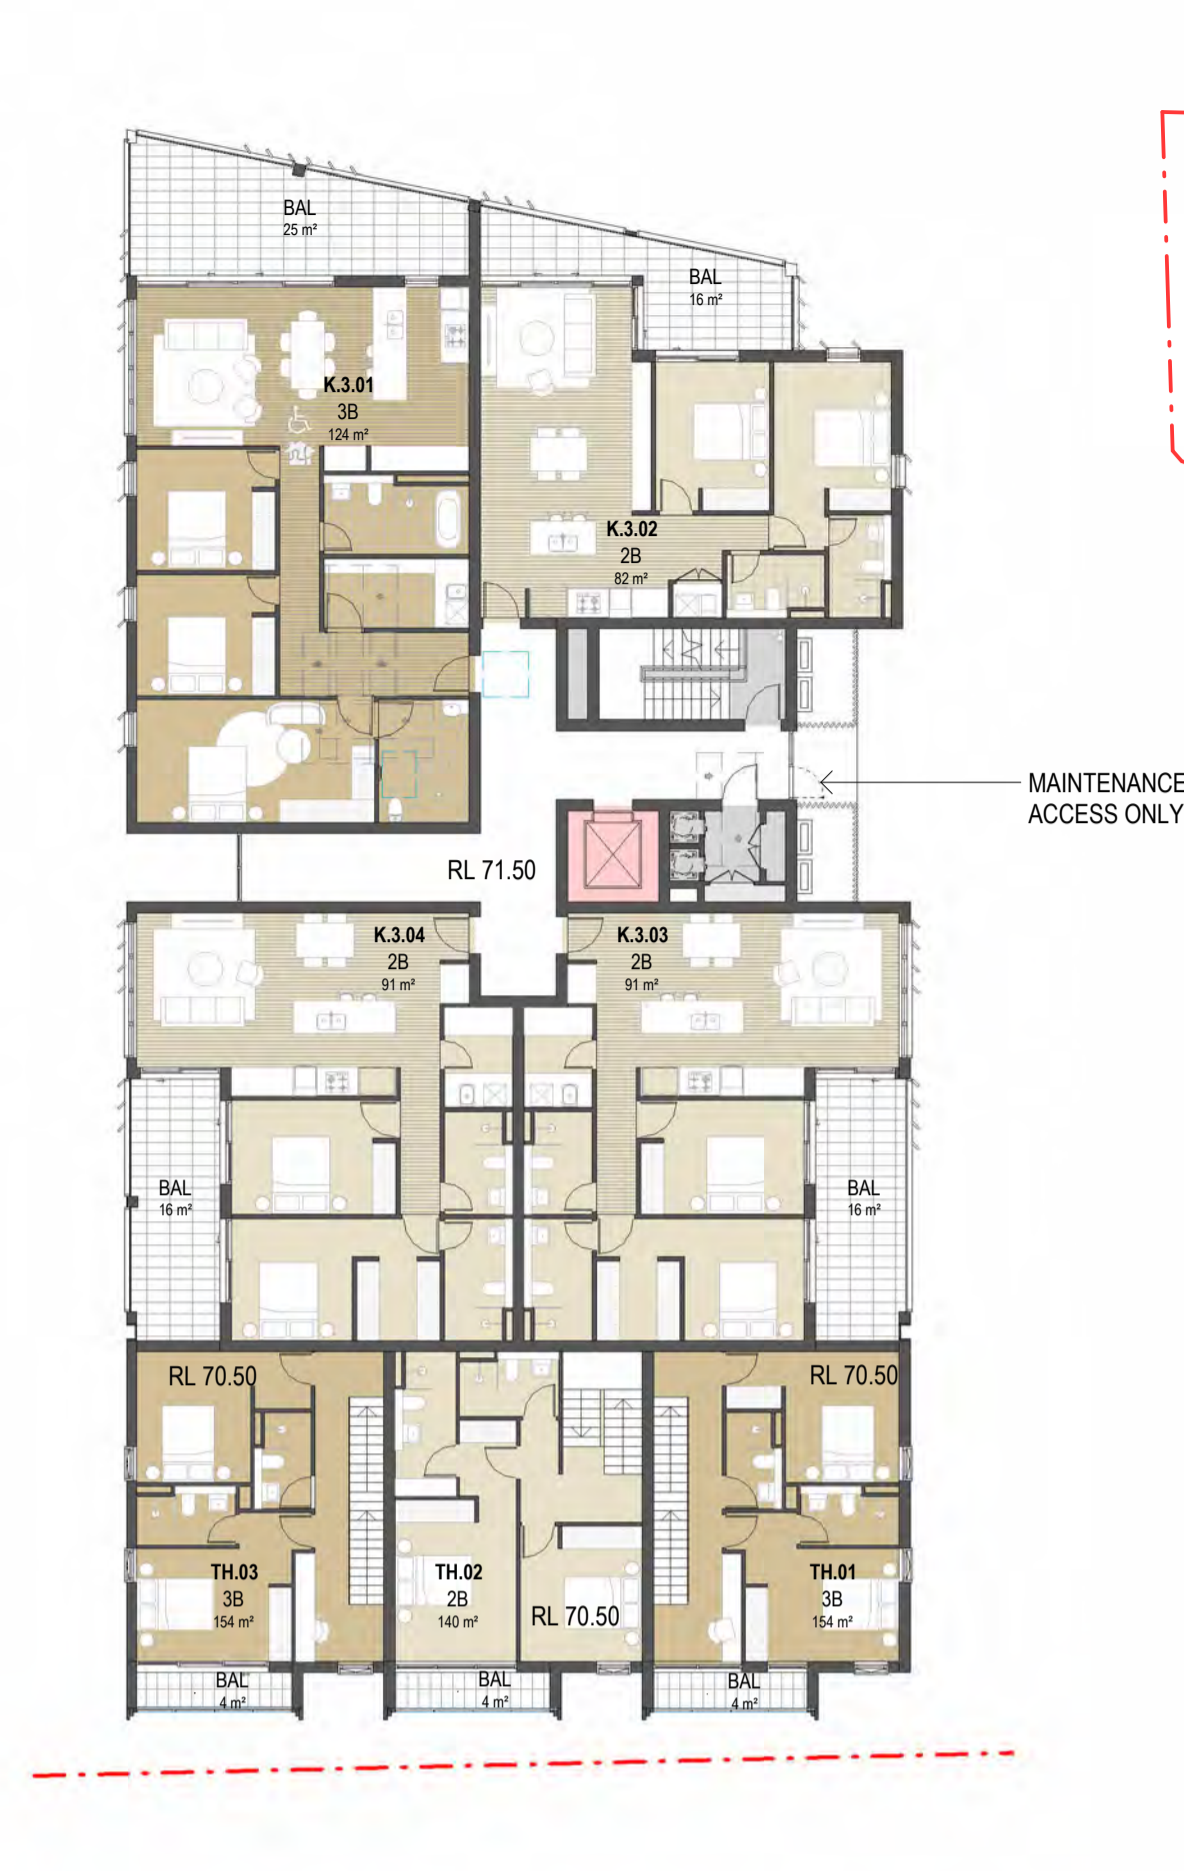 BAL
25 m²
BAL
16 m²
K.3.01
3B
124 m²
K.3.02
2B
82 m²
MAINTENANCE
ACCESS ONLY
RL 71.50
K.3.04
2B
91 m²
K.3.03
2B
91 m²
BAL
16 m²
BAL
16 m²
RL 70.50
RL 70.50
TH.03
3B
154 m²
TH.02
2B
140 m²
RL 70.50
TH.01
3B
154 m²
BAL
4 m²
BAL
4 m²
BAL
4 m²